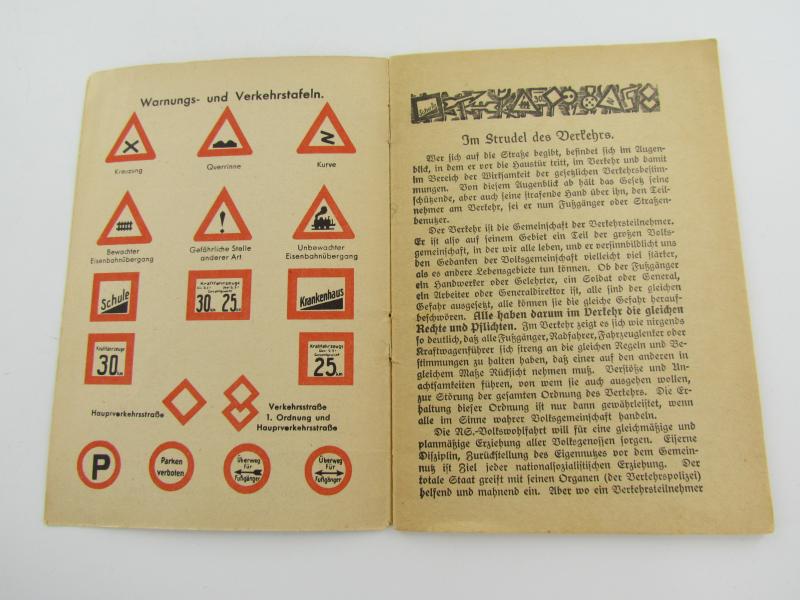 Warnungs- und Verkehrstafeln.
Kreuzung
Querrinne
Kurve
Bewachter
Eisenbahnübergang
Gefährliche Stelle
anderer Art
Unbewachter
Eisenbahnübergang
Schule
Kraftfahrzeuge
30 25
km km
Krankenhaus
Kraftfahrzeuge
30
km
Kraftfahrzeuge
25
km
Hauptverkehrsstraße
Verkehrsstraße
1. Ordnung und
Hauptverkehrsstraße
P
Parken
verboten
Überweg
für
Fußgänger
Überweg
für
Fußgänger
Schule
30
Im Strudel des Verkehrs.
Wer sich auf die Straße begibt, befindet sich im Augen-
blick, in dem er vor die Haustür tritt, im Verkehr und damit
im Bereich der Wirksamkeit der gesetzlichen Verkehrsbestim-
mungen. Von diesem Augenblick ab hält das Gesetz seine
schützende, aber auch seine strafende Hand über ihn, den Teil-
nehmer am Verkehr, sei er nun Fußgänger oder Straßen-
benutzer.
Der Verkehr ist die Gemeinschaft der Verkehrsteilnehmer.
Er ist also auf seinem Gebiet ein Teil der großen Volks-
gemeinschaft, in der wir alle leben, und er versinnbildlicht uns
den Gedanken der Volksgemeinschaft vielleicht viel stärker,
als es andere Lebensgebiete tun können. Ob der Fußgänger
ein Handwerker oder Gelehrter, ein Soldat oder General,
ein Arbeiter oder Generaldirektor ist, alle sind der gleichen
Gefahr ausgesetzt, alle können sie die gleiche Gefahr herauf-
beschwören. Alle haben darum im Verkehr die gleichen
Rechte und Pflichten. Im Verkehr zeigt es sich wie nirgends
so deutlich, daß alle Fußgänger, Radfahrer, Fahrzeuglenker oder
Kraftwagenführer sich streng an die gleichen Regeln und Be-
stimmungen zu halten haben, daß einer auf den anderen in
gleichem Maße Rücksicht nehmen muß. Verstöße und Un-
achtsamkeiten führen, von wem sie auch ausgehen wollen,
zur Störung der gesamten Ordnung des Verkehrs. Die Er-
haltung dieser Ordnung ist nur dann gewährleistet, wenn
alle im Sinne wahrer Volksgemeinschaft handeln.
Die NS.-Volkswohlfahrt will für eine gleichmäßige und
planmäßige Erziehung aller Volksgenossen sorgen. Eiserne
Disziplin, Zurückstellung des Eigennutzes vor dem Gemein-
nutz ist Ziel jeder nationalsozialistischen Erziehung. Der
totale Staat greift mit seinen Organen (der Verkehrspolizei)
helfend und mahnend ein. Aber wo ein Verkehrsteilnehmer